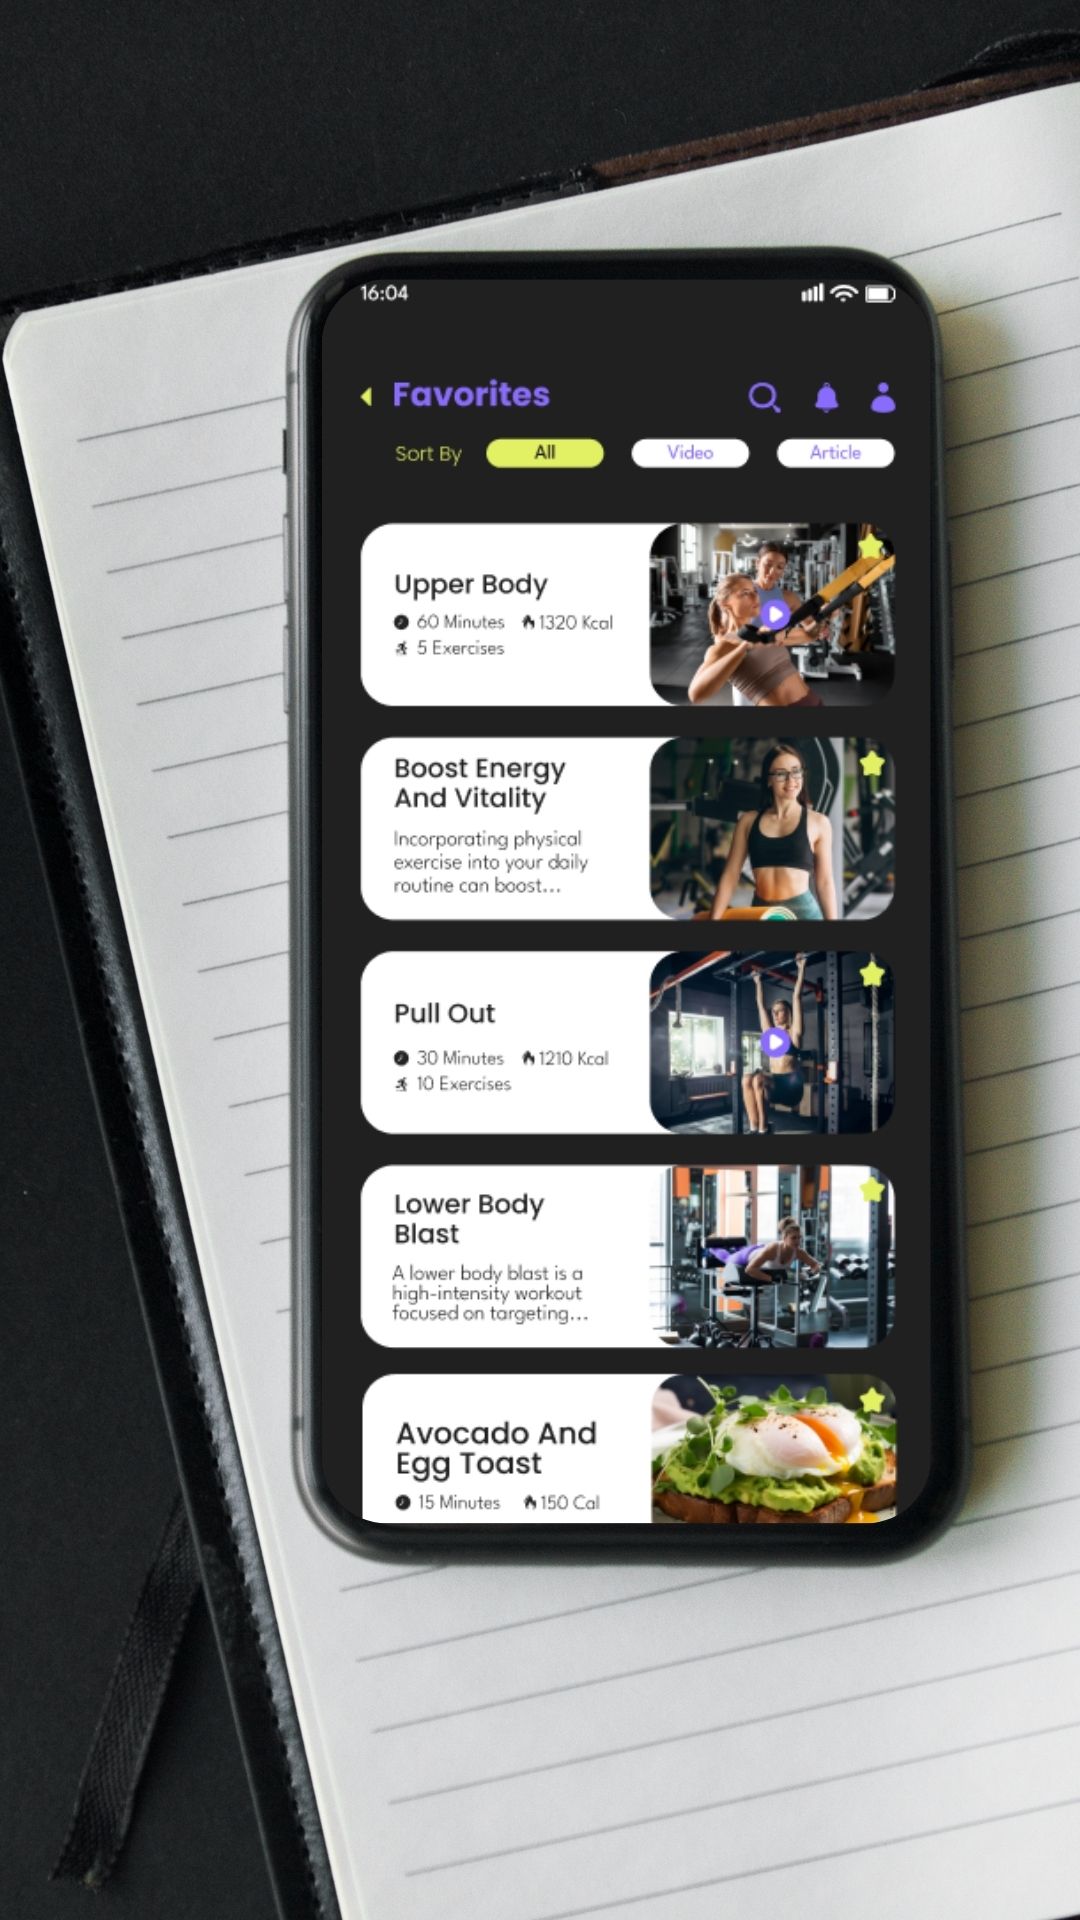 16:04
Favorites
Sort By All Video Article
Upper Body
60 Minutes 1320 Kcal
5 Exercises
Boost Energy
And Vitality
Incorporating physical
exercise into your daily
routine can boost...
Pull Out
30 Minutes 1210 Kcal
10 Exercises
Lower Body
Blast
A lower body blast is a
high-intensity workout
focused on targeting...
Avocado And
Egg Toast
15 Minutes 150 Cal